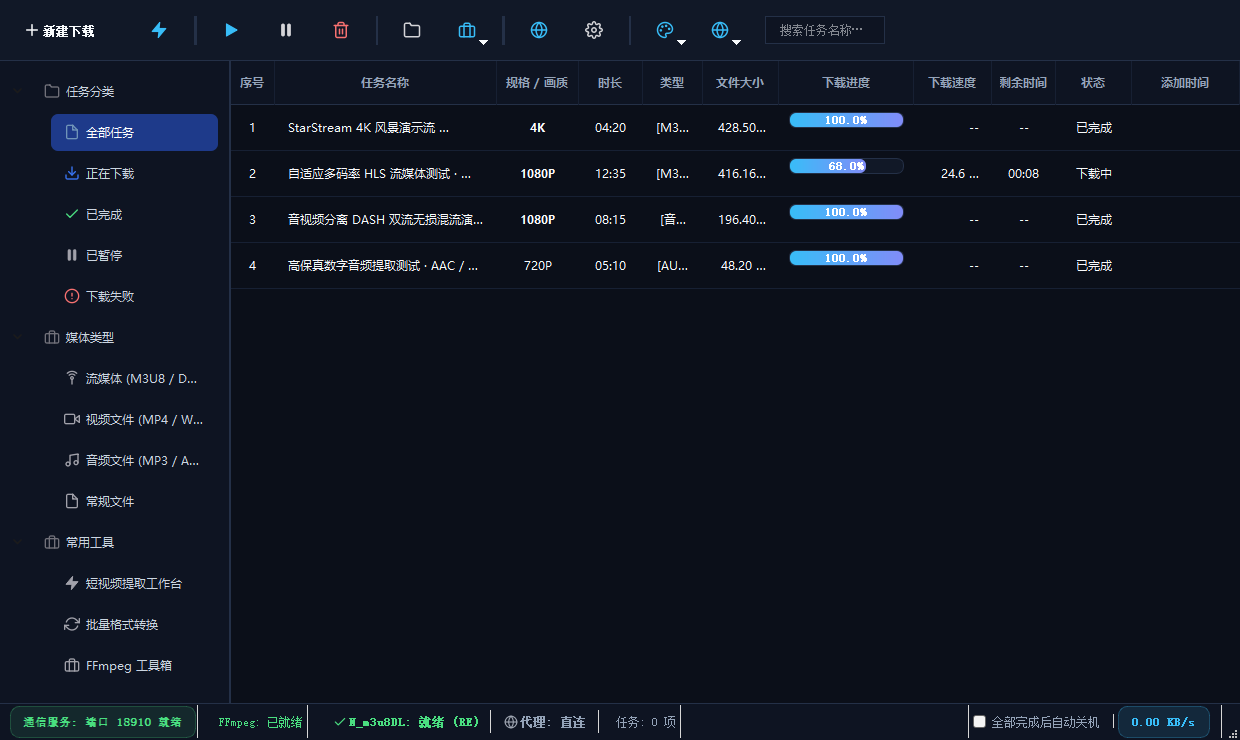 新建下载
搜索任务名称…
任务分类
全部任务
正在下载
已完成
已暂停
下载失败
媒体类型
流媒体 (M3U8 / D...
视频文件 (MP4 / W...
音频文件 (MP3 / A...
常规文件
常用工具
短视频提取工作台
批量格式转换
FFmpeg 工具箱
序号 任务名称 规格 / 画质 时长 类型 文件大小 下载进度 下载速度 剩余时间 状态 添加时间
1 StarStream 4K 风景演示流 ... 4K 04:20 [M3... 428.50... 100.0% -- -- 已完成
2 自适应多码率 HLS 流媒体测试 · ... 1080P 12:35 [M3... 416.16... 68.0% 24.6 ... 00:08 下载中
3 音视频分离 DASH 双流无损混流演... 1080P 08:15 [音... 196.40... 100.0% -- -- 已完成
4 高保真数字音频提取测试 · AAC / ... 720P 05:10 [AU... 48.20 ... 100.0% -- -- 已完成
通信服务: 端口 18910 就绪 FFmpeg: 已就绪 N_m3u8DL: 就绪 (RE) 代理: 直连 任务: 0 项 全部完成后自动关机 0.00 KB/s